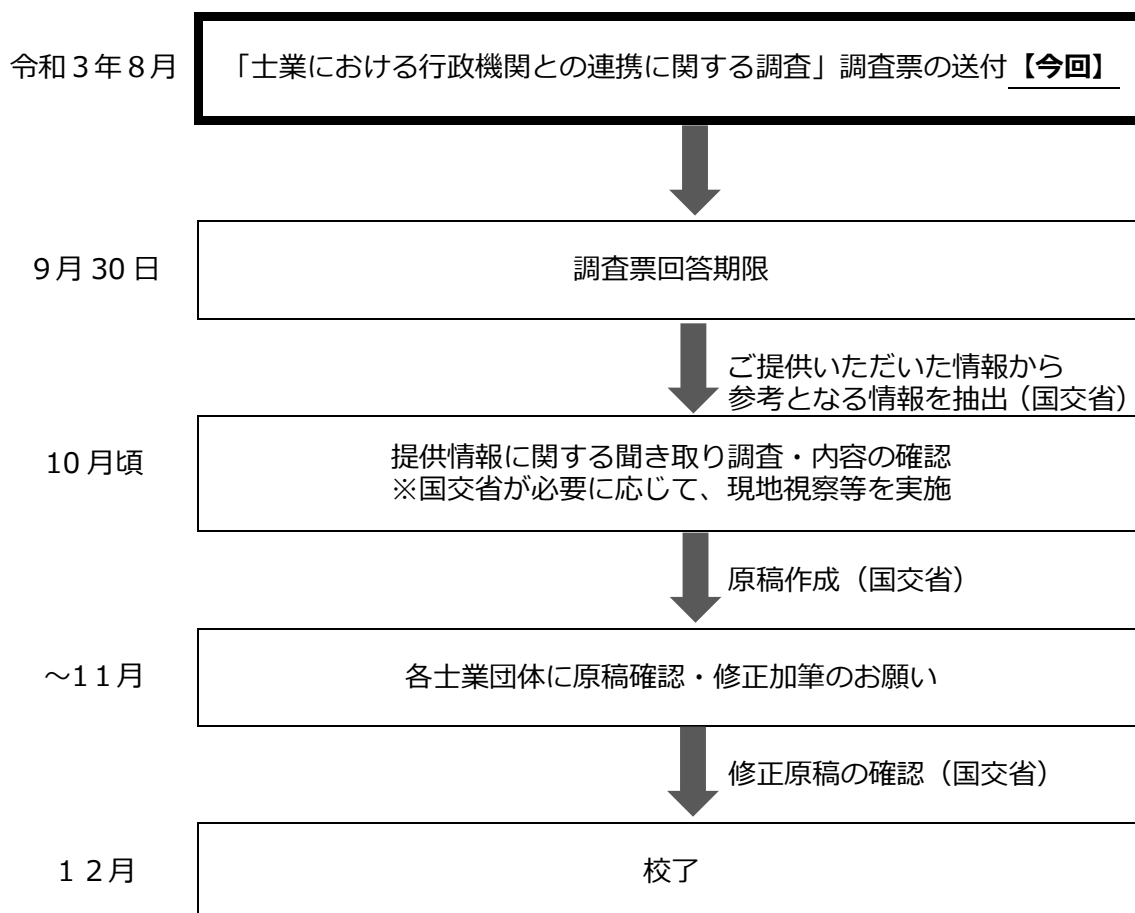 令和３年８月
「士業における行政機関との連携に関する調査」調査票の送付【今回】
9月 30 日
調査票回答期限
ご提供いただいた情報から
参考となる情報を抽出（国交省）
10 月頃
提供情報に関する聞き取り調査・内容の確認
※国交省が必要に応じて、現地視察等を実施
原稿作成（国交省）
～１１月
各士業団体に原稿確認・修正加筆のお願い
修正原稿の確認（国交省）
１２月
校了